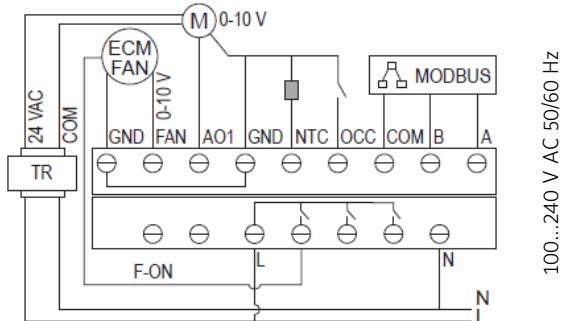 M 0-10 V
ECM
FAN
MODBUS
24 VAC
COM
0-10 V
GND FAN AO1 GND NTC OCC COM B A
TR
L N
F-ON
N
L
100...240 V AC 50/60 Hz